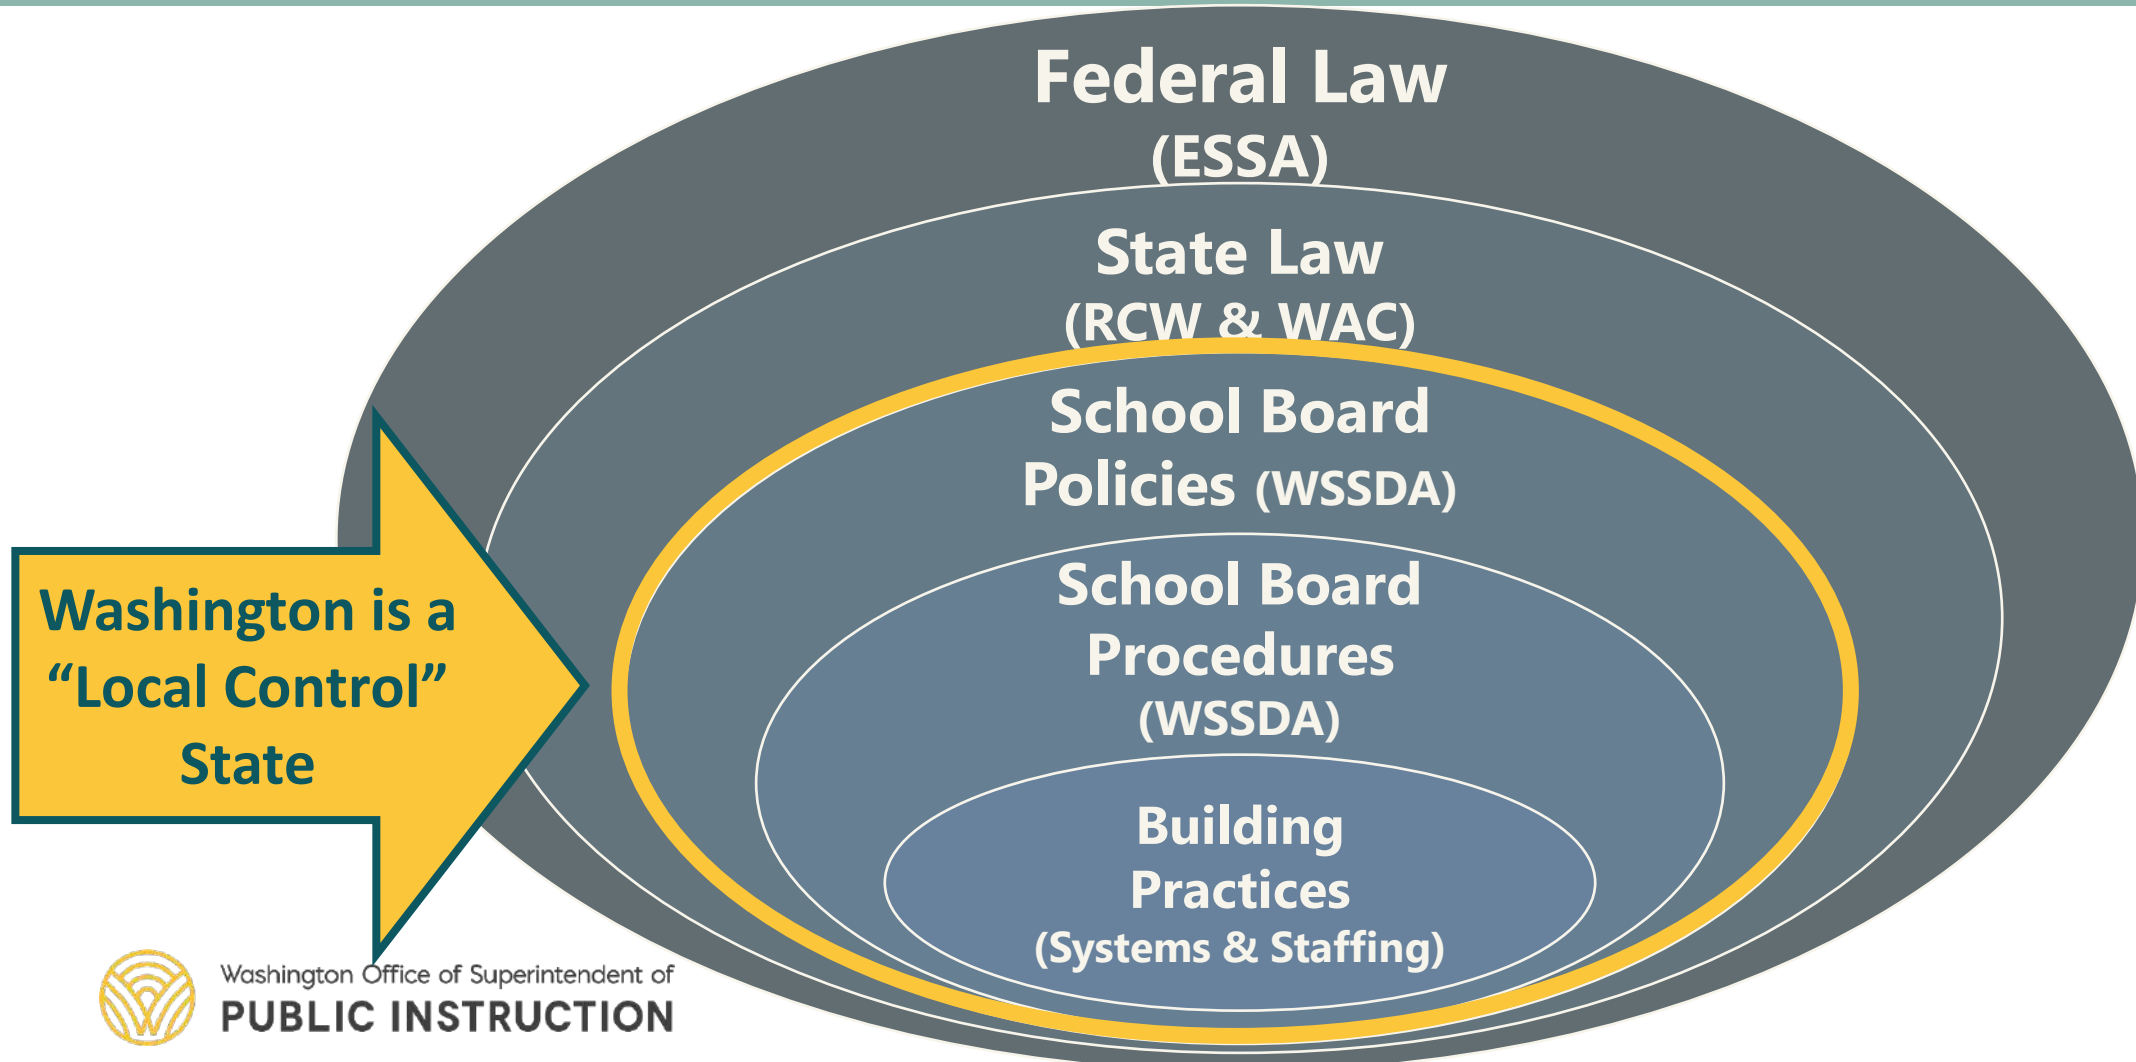 Federal Law
(ESSA)
State Law
(RCW & WAC)
School Board
Policies (WSSDA)
School Board
Procedures
(WSSDA)
Building
Practices
(Systems & Staffing)
Washington is a
“Local Control”
State
Washington Office of Superintendent of
PUBLIC INSTRUCTION